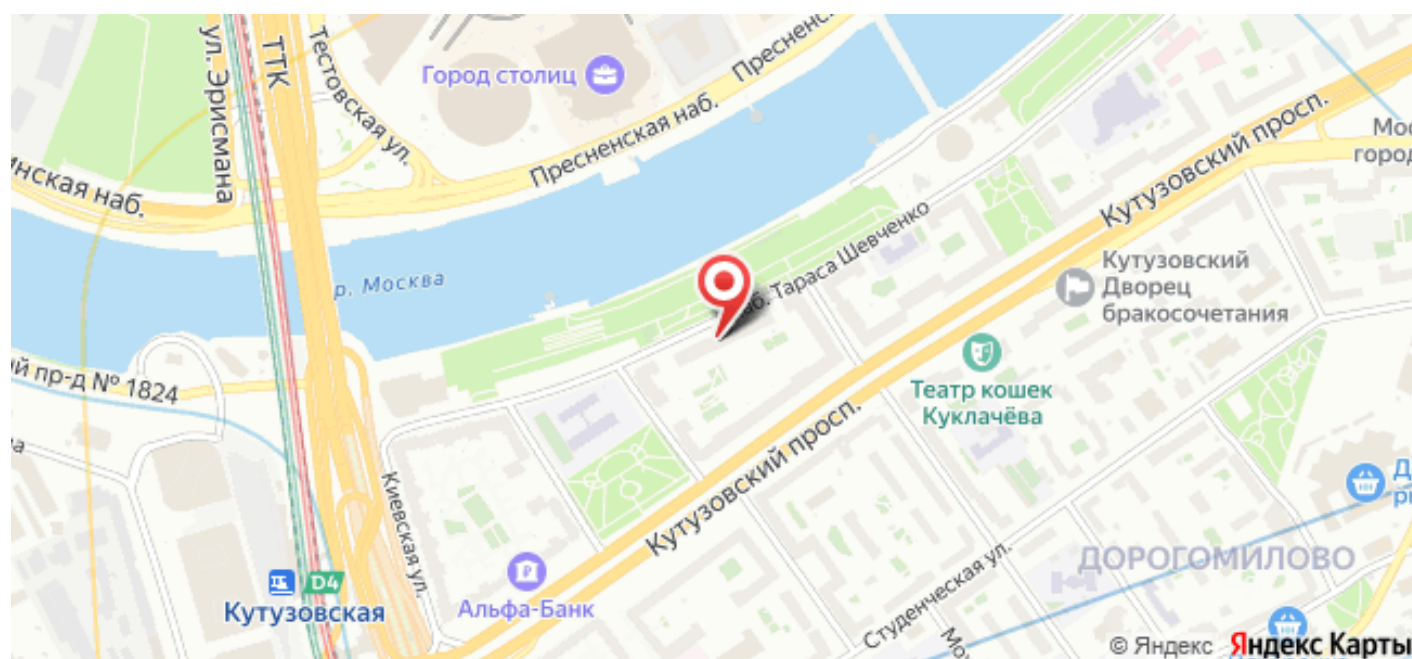 ул. Эрисмана
ТТК
Тестовская ул.
Город столиц
Пресненская наб.
нская наб.
р. Москва
наб. Тараса Шевченко
Кутузовский просп.
Мос
город
Кутузовский
Дворец
бракосочетания
Театр кошек
Куклачёва
й пр-д № 1824
Киевская ул.
Кутузовский просп.
D4
Кутузовская
Альфа-Банк
Студенческая ул.
ДОРОГОМИЛОВО
© Яндекс Яндекс Карты